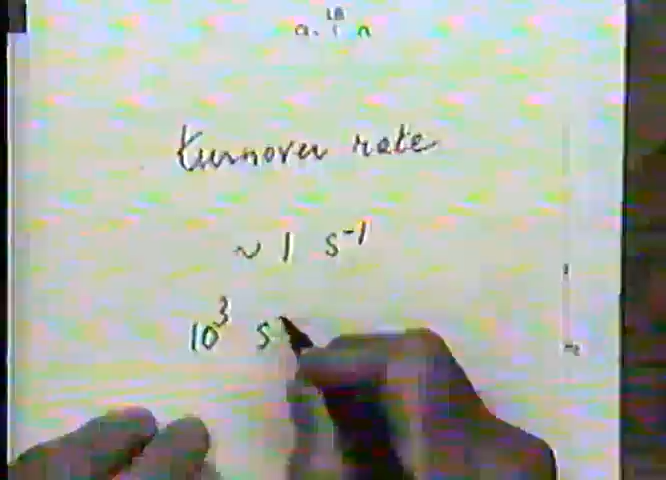 turnover rate
~ 1 s⁻¹
10³ s